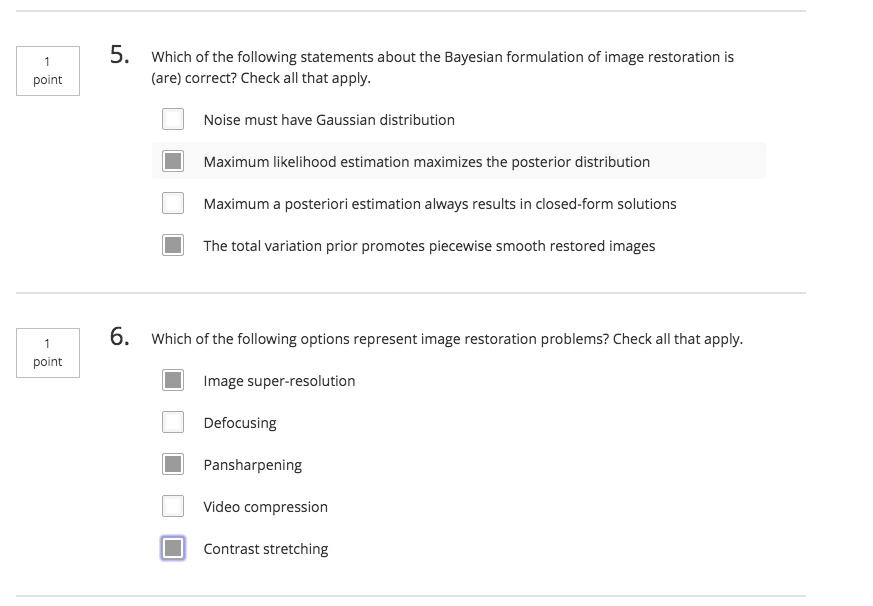 1
point
5.
Which of the following statements about the Bayesian formulation of image restoration is
(are) correct? Check all that apply.
Noise must have Gaussian distribution
Maximum likelihood estimation maximizes the posterior distribution
Maximum a posteriori estimation always results in closed-form solutions
The total variation prior promotes piecewise smooth restored images
1
point
6.
Which of the following options represent image restoration problems? Check all that apply.
Image super-resolution
Defocusing
Pansharpening
Video compression
Contrast stretching